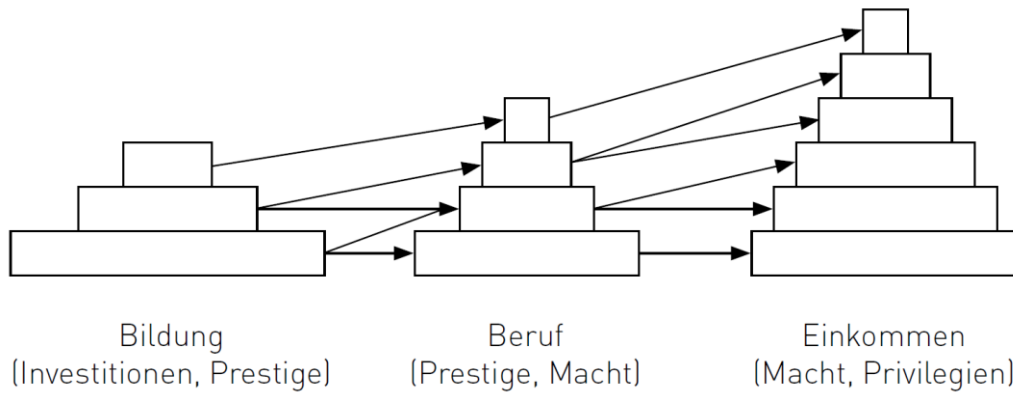 Bildung
(Investitionen, Prestige)
Beruf
(Prestige, Macht)
Einkommen
(Macht, Privilegien)